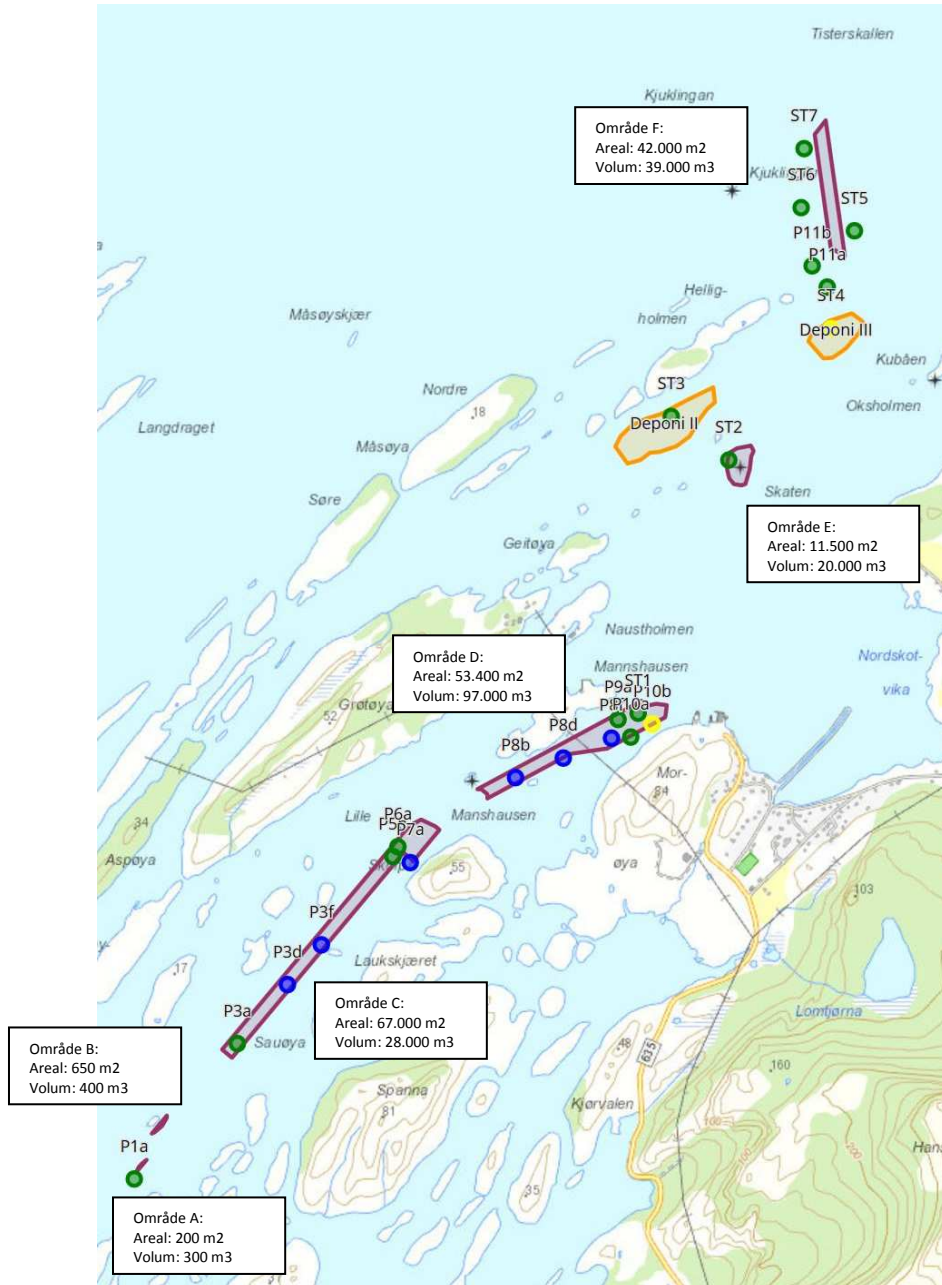 Tisterskallen
Kjuklingan
ST7
Område F:
Areal: 42.000 m2
Volum: 39.000 m3
ST6
ST5
P11b
P11a
Hellig-
holmen
ST4
Måsøyskjær
Deponi III
Kubåen
Nordre
ST3
Oksholmen
18
Langdraget
Deponi II
ST2
Måsøya
Skaten
Søre
Område E:
Areal: 11.500 m2
Volum: 20.000 m3
Geitøya
Naustholmen
Område D:
Areal: 53.400 m2
Volum: 97.000 m3
Nordskot-
vika
Mannshausen
ST1
P9a
P10b
P10a
Grøtøya
52
P8d
P8b
Mor-
84
Lille
Manshausen
P6a
P7a
34
Aspøya
55
øya
103
P3f
Laukskjæret
P3d
17
Lomtjørna
P3a
Område C:
Areal: 67.000 m2
Volum: 28.000 m3
Sauøya
Område B:
Areal: 650 m2
Volum: 400 m3
48
635
160
Spanna
81
Kjørvalen
100
200
P1a
35
Område A:
Areal: 200 m2
Volum: 300 m3